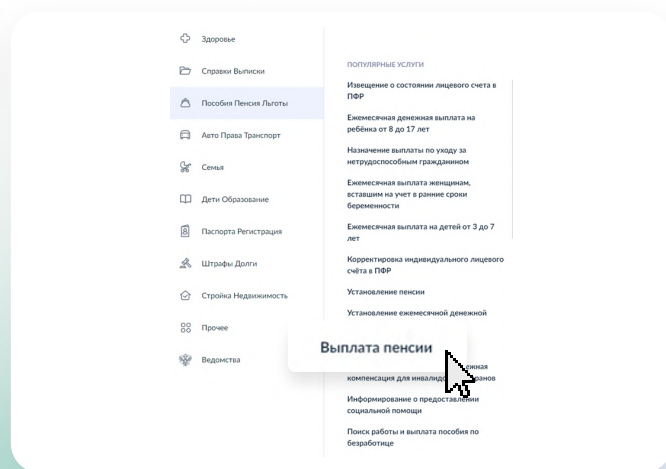 Здоровье
Справки Выписки
Пособия Пенсия Льготы
Авто Права Транспорт
Семья
Дети Образование
Паспорта Регистрация
Штрафы Долги
Стройка Недвижимость
Прочее
Ведомства
ПОПУЛЯРНЫЕ УСЛУГИ
Извещение о состоянии лицевого счета в
ПФР
Ежемесячная денежная выплата на
ребёнка от 8 до 17 лет
Назначение выплаты по уходу за
нетрудоспособным гражданином
Ежемесячная выплата женщинам,
вставшим на учет в ранние сроки
беременности
Ежемесячная выплата на детей от 3 до 7
лет
Корректировка индивидуального лицевого
счёта в ПФР
Установление пенсии
Установление ежемесячной денежной
Выплата пенсии
компенсация для
Информирование о предоставлении
социальной помощи
Поиск работы и выплата пособия по
безработице